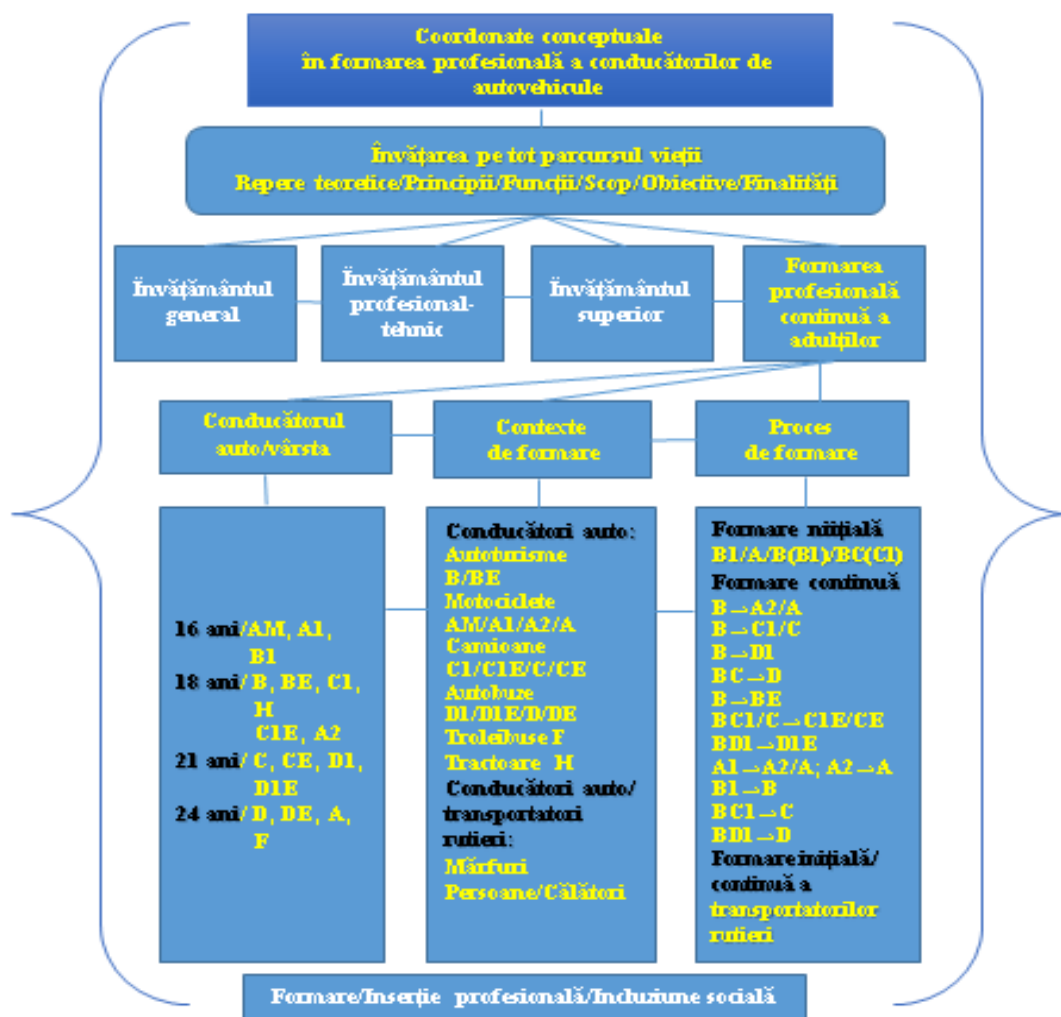 Coordonate conceptuale
în formarea profesională a conducătorilor de
autovehicule
Învățarea pe tot parcursul vieții
Repere teoretice/Principii/Funcții/Scop/Obiective/Finalități
Învățământul
general
Învățământul
profesional-
tehnic
Învățământul
superior
Formarea
profesională
continuă a
adulților
Conducătorul
auto/vârsta
Contexte
de formare
Proces
de formare
16 ani/AM, A1,
B1
18 ani/ B, BE, C1,
H
C1E, A2
21 ani/ C, CE, D1,
D1E
24 ani/ D, DE, A,
F
Conducători auto:
Autoturisme
B/BE
Motociclete
AM/A1/A2/A
Camioane
C1/C1E/C/CE
Autobuze
D1/D1E/D/DE
Troleibuse F
Tractoare H
Conducători auto/
transportatori
rutieri:
Mărfuri
Persoane/Călători
Formare niițială
B1/A/B(B1)/BC(C1)
Formare continuă
B→A2/A
B→C1/C
B→D1
BC→D
B→BE
BC1/C→C1E/CE
BD1→D1E
A1→A2/A; A2→A
B1→B
BC1→C
BD1→D
Formare inițială/
continuă a
transportatorilor
rutieri
Formare/Inserție profesională/Incluziune socială